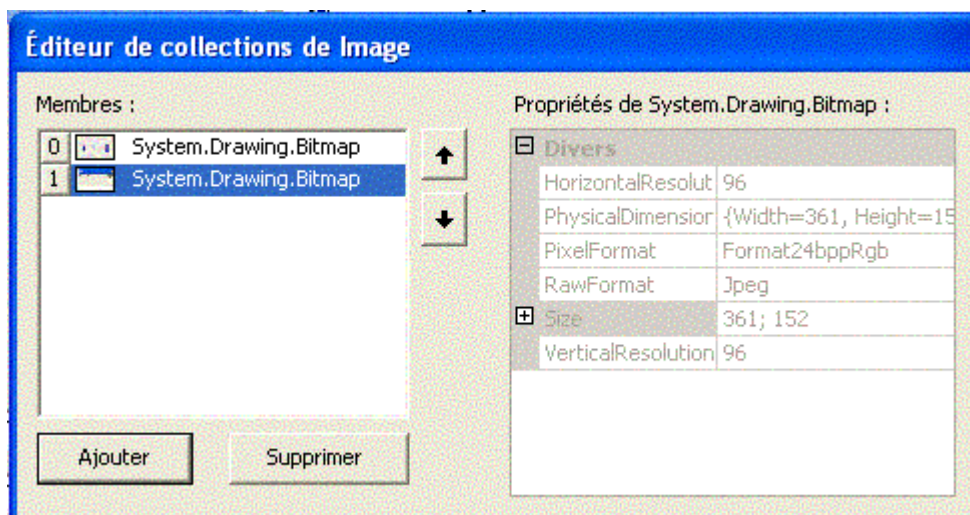 Éditeur de collections de Image
Membres :
0 System.Drawing.Bitmap
1 System.Drawing.Bitmap
Ajouter
Supprimer
Propriétés de System.Drawing.Bitmap :
Divers
HorizontalResolut 96
PhysicalDimension {Width=361, Height=15
PixelFormat Format24bppRgb
RawFormat Jpeg
Size 361; 152
VerticalResolution 96